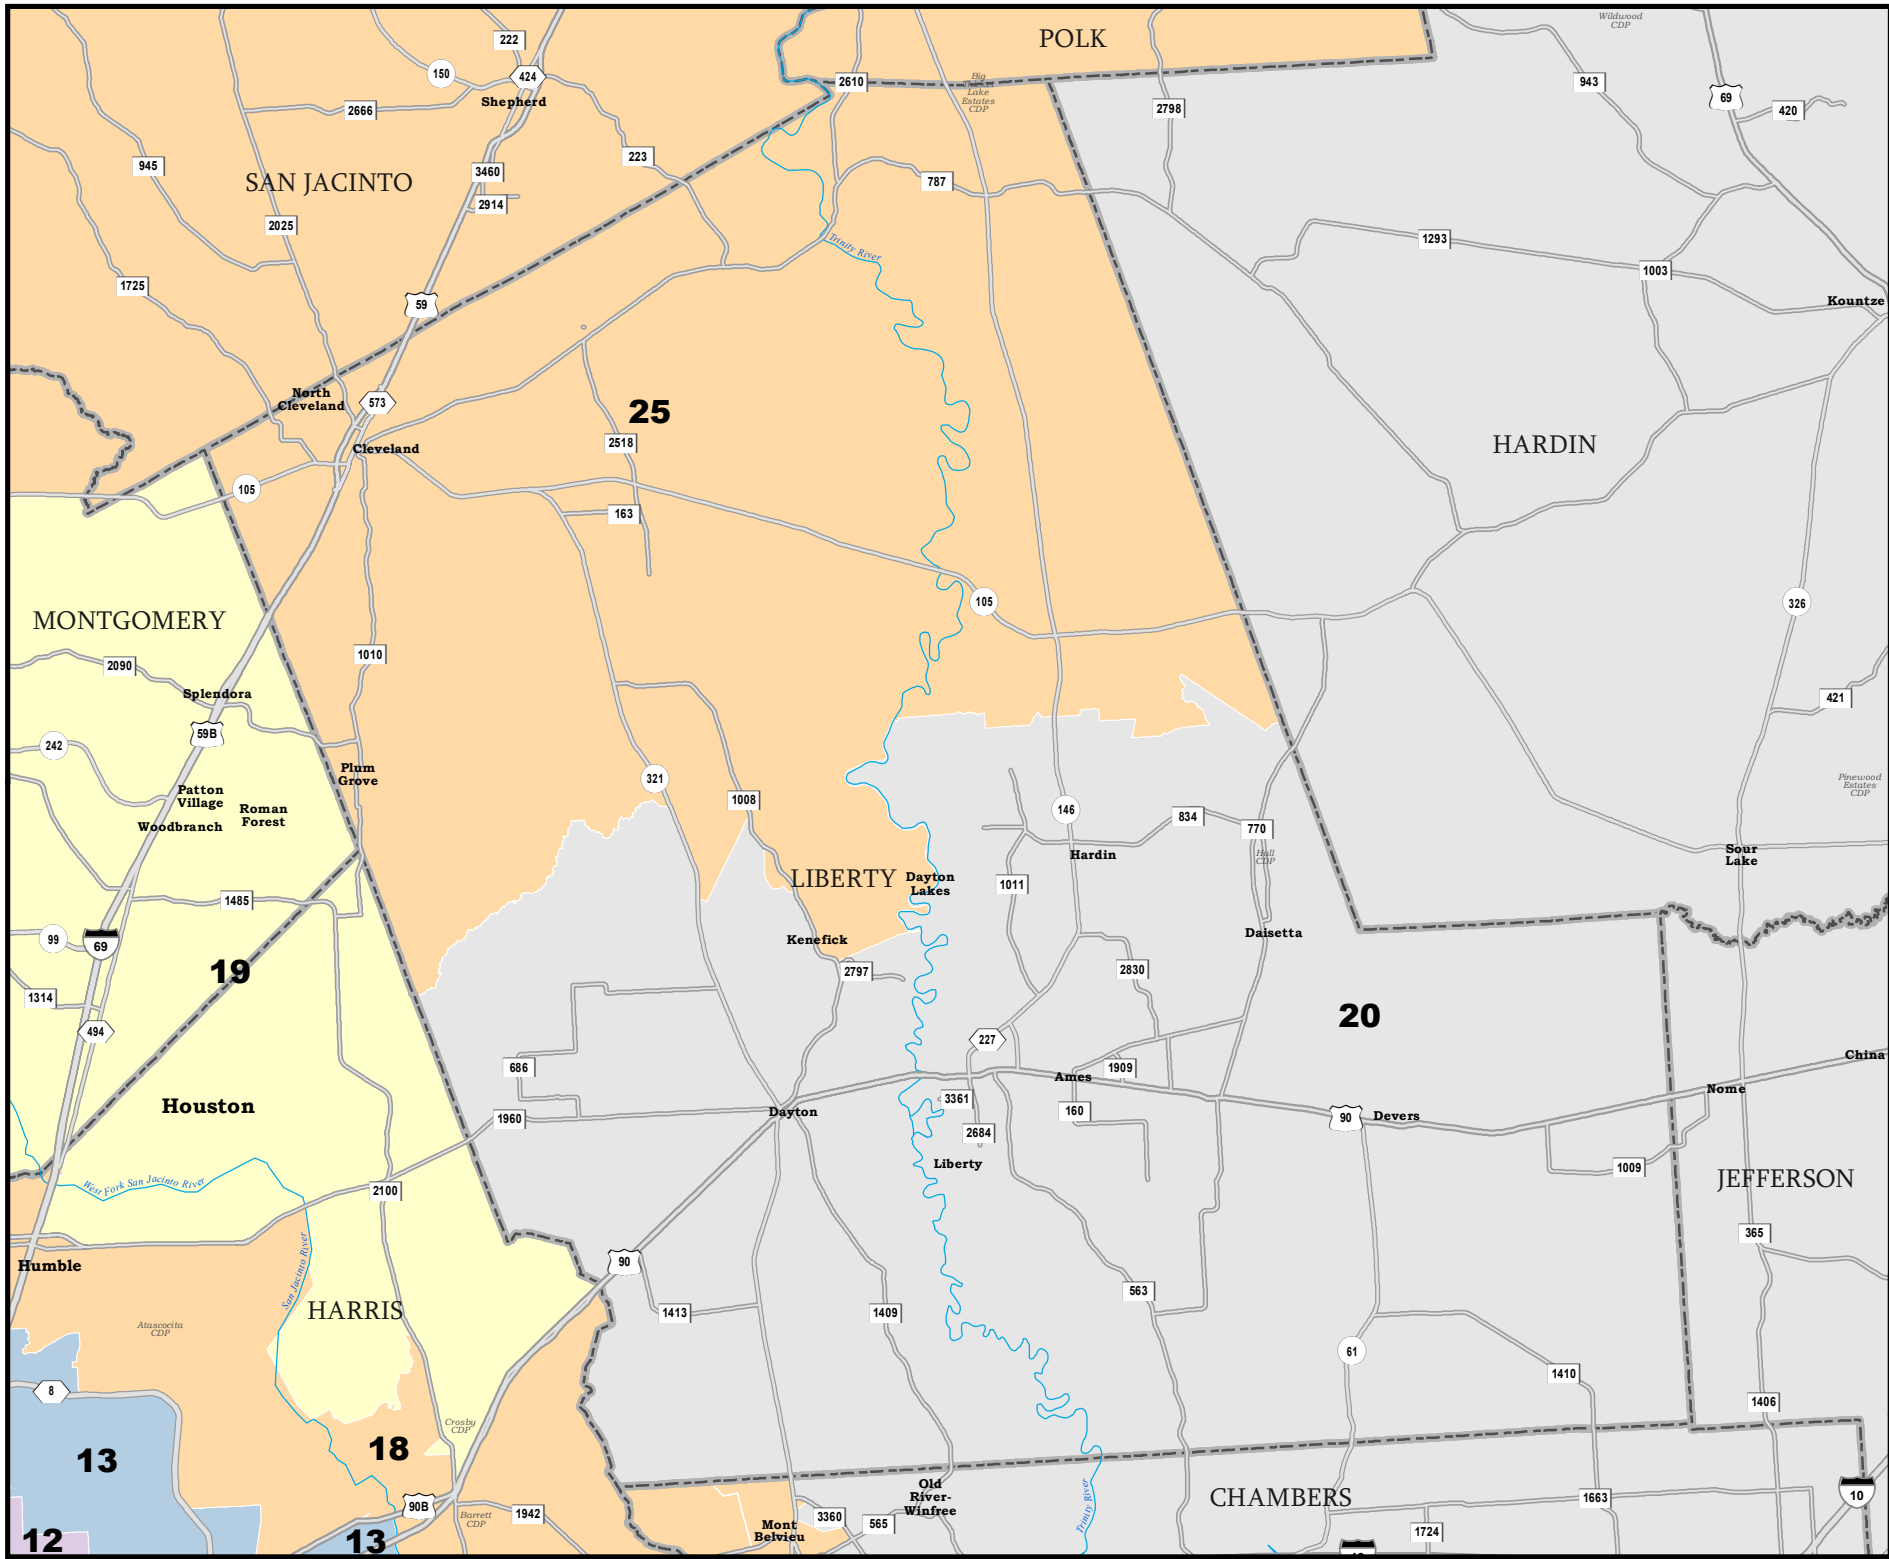 POLK
Wildwood
CDP
222
150
424
Shepherd
2610
Big
Lake
Estates
CDP
943
69
420
2666
2798
945
223
3460
SAN JACINTO
787
2914
2025
1293
Trinity River
1003
1725
59
Kountze
North
Cleveland
573
25
2518
HARDIN
Cleveland
105
163
105
326
MONTGOMERY
1010
2090
Splendora
421
59B
242
Plum
Grove
321
Pinewood
Estates
CDP
Patton
Village
1008
Roman
Forest
146
834
Woodbranch
770
Hardin
Hull
CDP
Sour
Lake
LIBERTY
Dayton
Lakes
1011
1485
99
69
Kenefick
Daisetta
19
2797
2830
1314
20
494
227
China
686
1909
Ames
Nome
3361
Houston
1960
Dayton
160
90
Devers
2684
Liberty
1009
West Fork San Jacinto River
2100
JEFFERSON
365
San Jacinto River
Humble
90
563
HARRIS
1413
1409
Atascocita
CDP
61
1410
8
1406
Crosby
CDP
18
13
Old
River-
Winfree
CHAMBERS
10
1663
90B
Trinity River
Barrett
CDP
1942
3360
565
Mont
Belvieu
1724
12
13